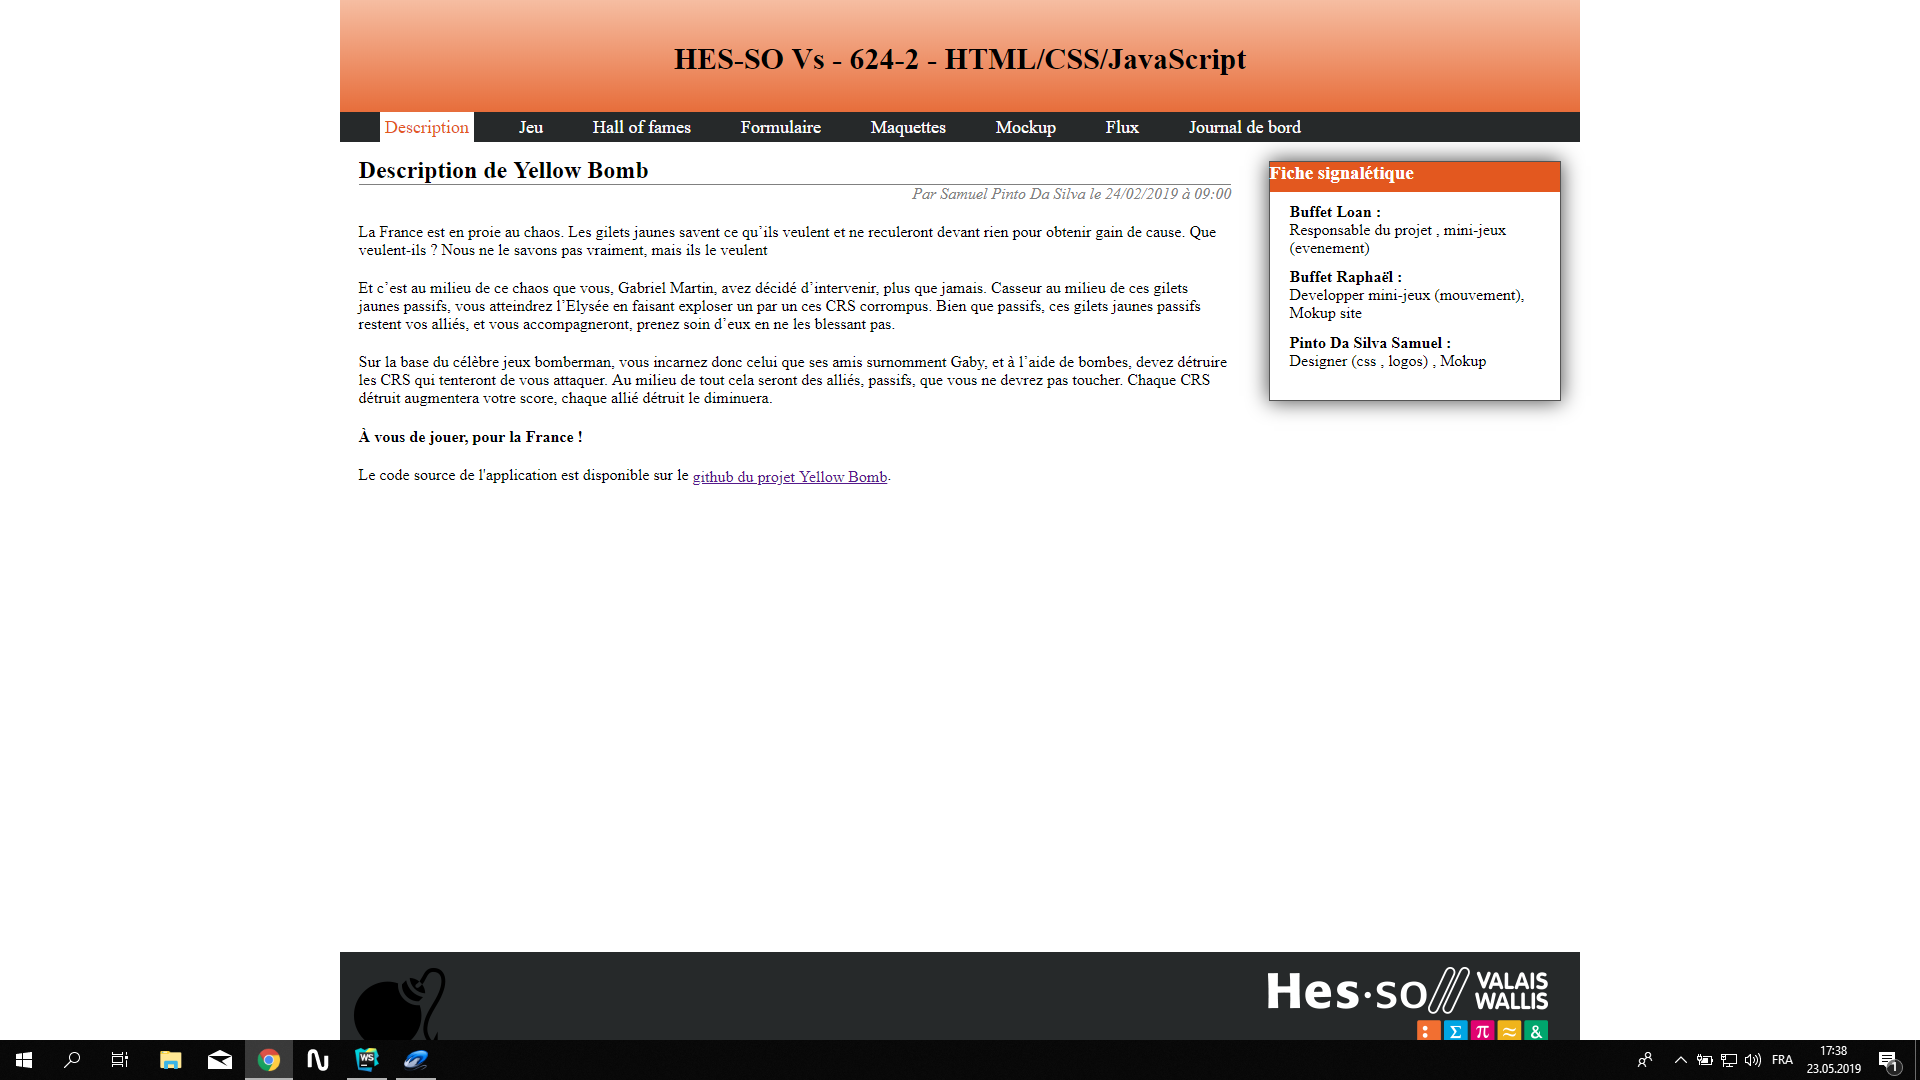 HES-SO Vs - 624-2 - HTML/CSS/JavaScript
Description Jeu Hall of fames Formulaire Maquettes Mockup Flux Journal de bord
Description de Yellow Bomb
Par Samuel Pinto Da Silva le 24/02/2019 à 09:00
La France est en proie au chaos. Les gilets jaunes savent ce qu’ils veulent et ne reculeront devant rien pour obtenir gain de cause. Que
veulent-ils ? Nous ne le savons pas vraiment, mais ils le veulent
Et c’est au milieu de ce chaos que vous, Gabriel Martin, avez décidé d’intervenir, plus que jamais. Casseur au milieu de ces gilets
jaunes passifs, vous atteindrez l’Elysée en faisant exploser un par un ces CRS corrompus. Bien que passifs, ces gilets jaunes passifs
restent vos alliés, et vous accompagneront, prenez soin d’eux en ne les blessant pas.
Sur la base du célèbre jeux bomberman, vous incarnez donc celui que ses amis surnomment Gaby, et à l’aide de bombes, devez détruire
les CRS qui tenteront de vous attaquer. Au milieu de tout cela seront des alliés, passifs, que vous ne devrez pas toucher. Chaque CRS
détruit augmentera votre score, chaque allié détruit le diminuera.
À vous de jouer, pour la France !
Le code source de l'application est disponible sur le github du projet Yellow Bomb.
Fiche signalétique
Buffet Loan :
Responsable du projet , mini-jeux
(evenement)
Buffet Raphaël :
Developper mini-jeux (mouvement),
Mokup site
Pinto Da Silva Samuel :
Designer (css , logos) , Mokup
Hes·so VALAIS
WALLIS
Σ π ≈ &
WS
FRA
17:38
23.05.2019
1